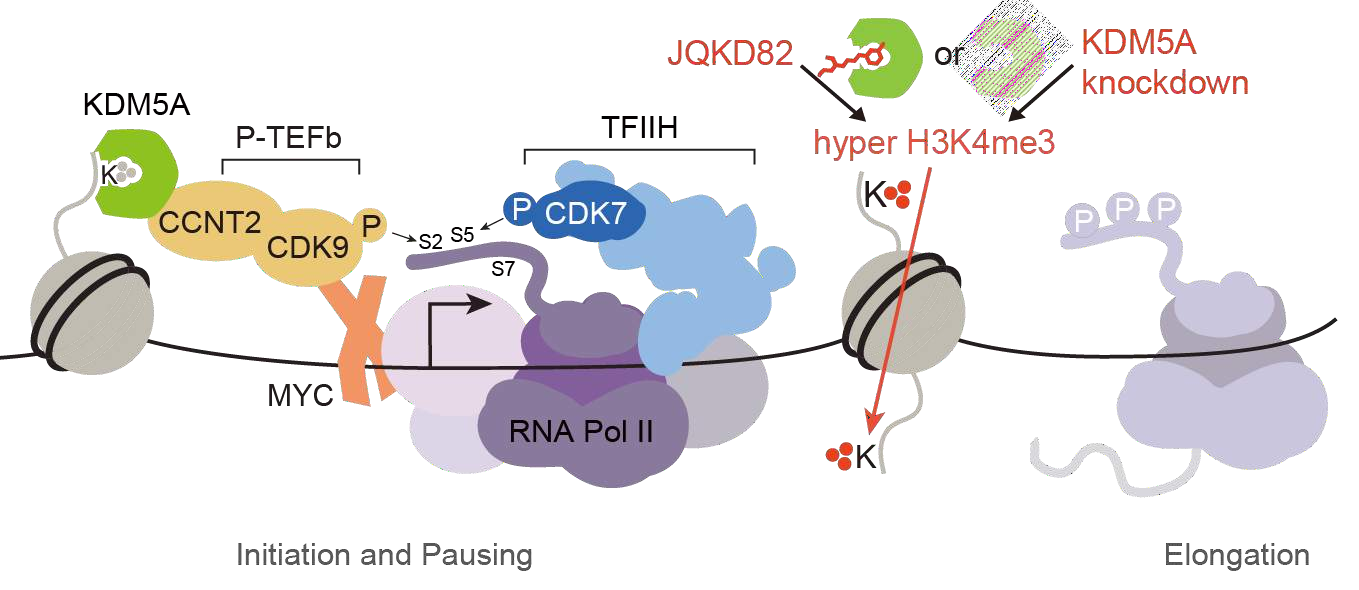 JQKD82
or
KDM5A
knockdown
KDM5A
P-TEFb
TFIIH
hyper H3K4me3
K
CCNT2
CDK9
P
S2
S5
S7
P
CDK7
K
P
P
P
MYC
RNA Pol II
K
Initiation and Pausing
Elongation